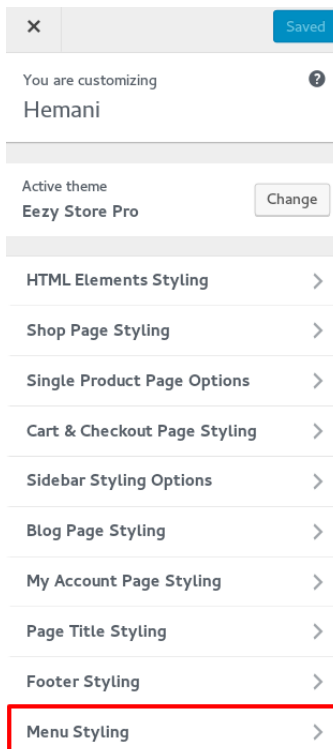 Saved
You are customizing
Hemani
Active theme
Eezy Store Pro
Change
HTML Elements Styling
Shop Page Styling
Single Product Page Options
Cart & Checkout Page Styling
Sidebar Styling Options
Blog Page Styling
My Account Page Styling
Page Title Styling
Footer Styling
Menu Styling